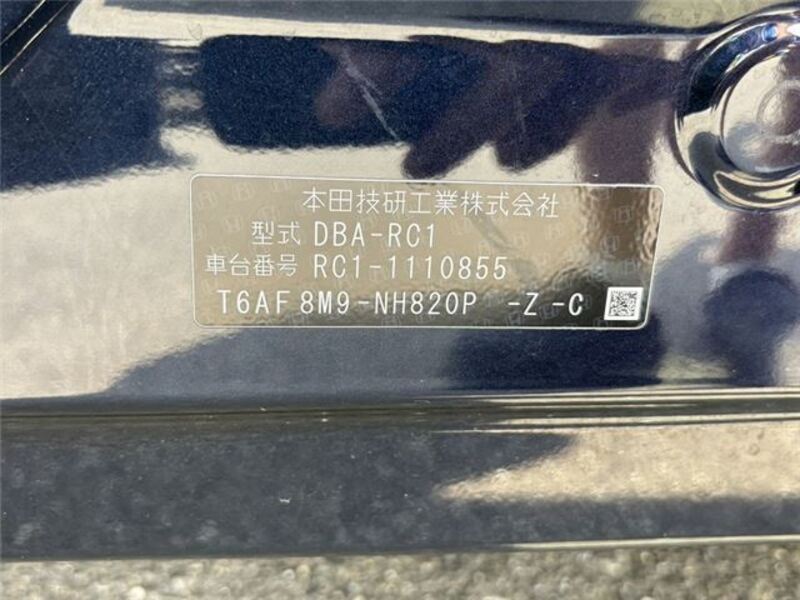 本田技研工業株式会社
型式 DBA-RC1
車台番号 RC1-1110855
T6AF 8M9-NH820P -Z -C